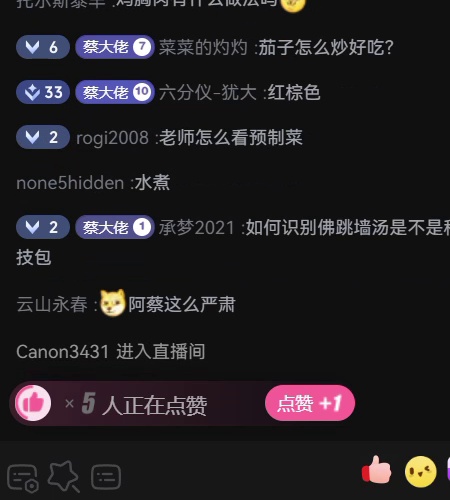 托尔斯泰羊 :鸡胸肉有什么做法吗
6 蔡大佬 7 菜菜的灼灼 :茄子怎么炒好吃?
33 蔡大佬 10 六分仪-犹大 :红棕色
2 rogi2008 :老师怎么看预制菜
none5hidden :水煮
2 蔡大佬 1 承梦2021 :如何识别佛跳墙汤是不是科
技包
云山永春 :阿蔡这么严肃
Canon3431 进入直播间
× 5 人正在点赞 点赞 +1